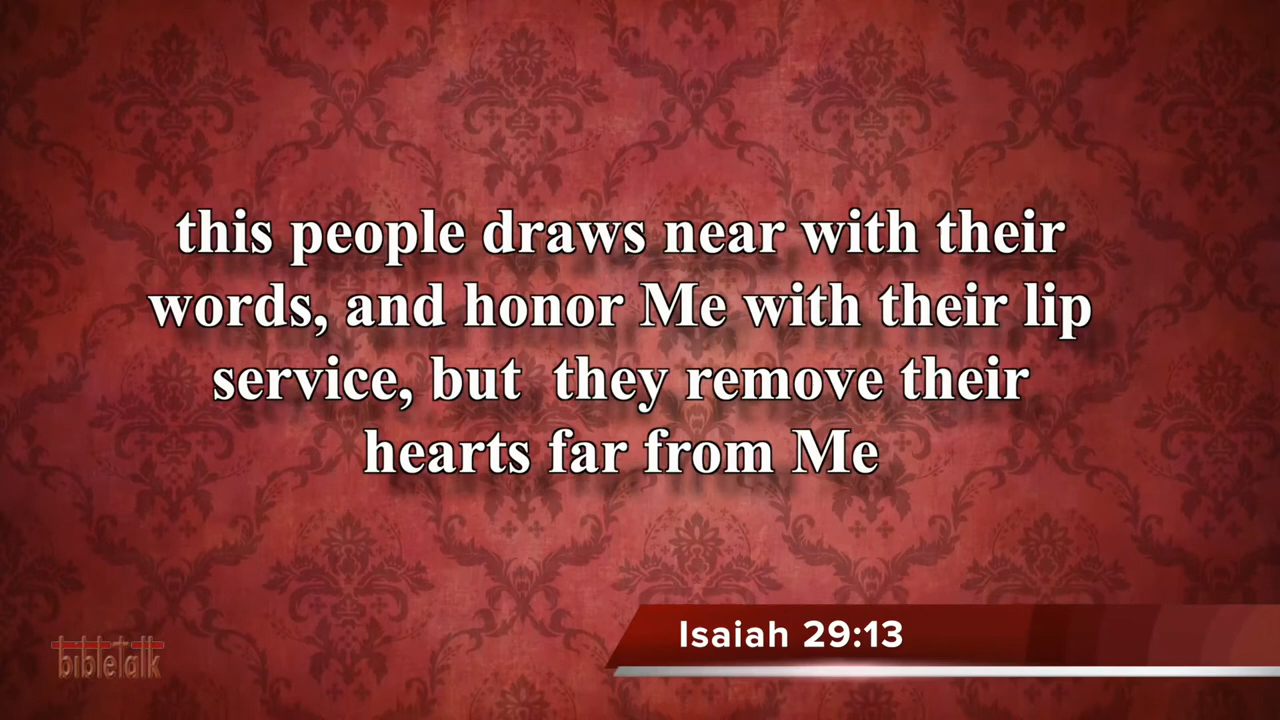 this people draws near with their
words, and honor Me with their lip
service, but  they remove their
hearts far from Me
Isaiah 29:13
bibletalk